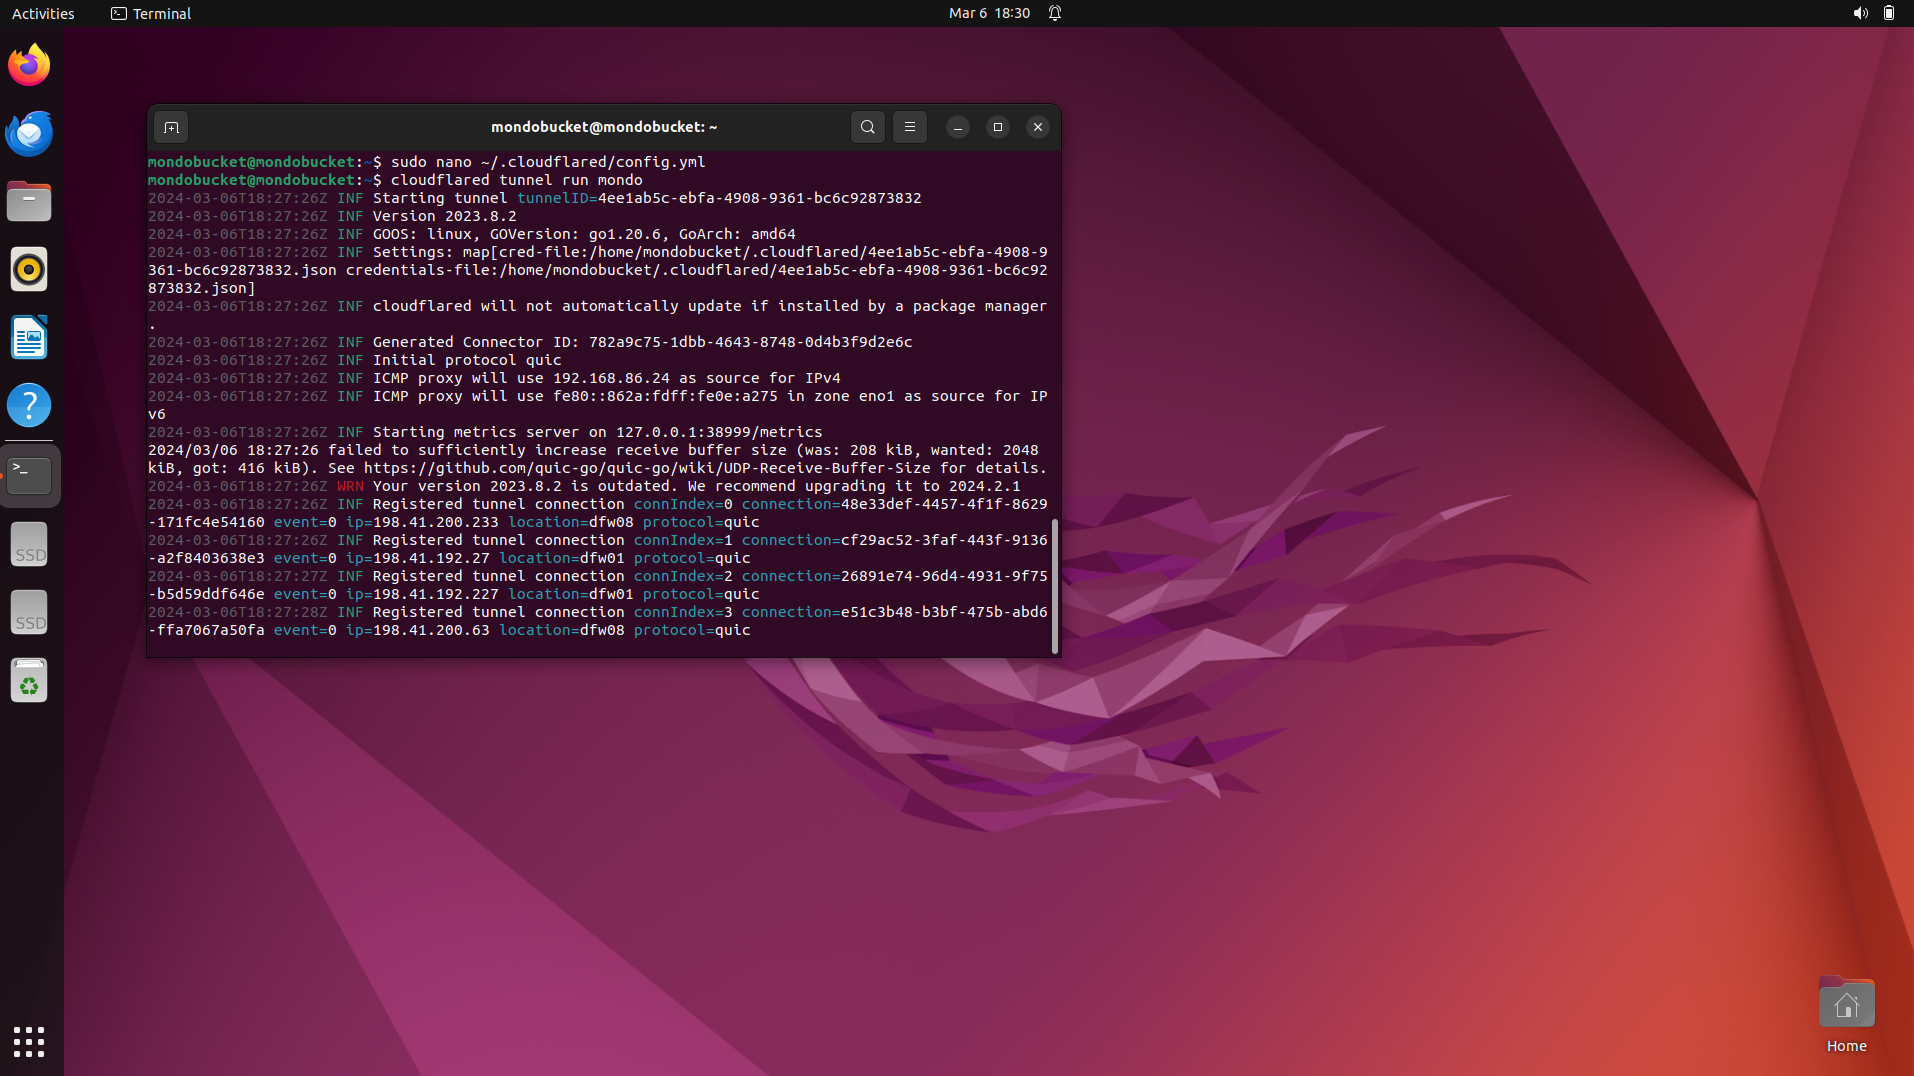 Activities
Terminal
Mar 6 18:30
mondobucket@mondobucket: ~
mondobucket@mondobucket:~$ sudo nano ~/.cloudflared/config.yml
mondobucket@mondobucket:~$ cloudflared tunnel run mondo
2024-03-06T18:27:26Z INF Starting tunnel tunnelID=4ee1ab5c-ebfa-4908-9361-bc6c92873832
2024-03-06T18:27:26Z INF Version 2023.8.2
2024-03-06T18:27:26Z INF GOOS: linux, GOVersion: go1.20.6, GoArch: amd64
2024-03-06T18:27:26Z INF Settings: map[cred-file:/home/mondobucket/.cloudflared/4ee1ab5c-ebfa-4908-9
361-bc6c92873832.json credentials-file:/home/mondobucket/.cloudflared/4ee1ab5c-ebfa-4908-9361-bc6c92
873832.json]
2024-03-06T18:27:26Z INF cloudflared will not automatically update if installed by a package manager
.
2024-03-06T18:27:26Z INF Generated Connector ID: 782a9c75-1dbb-4643-8748-0d4b3f9d2e6c
2024-03-06T18:27:26Z INF Initial protocol quic
2024-03-06T18:27:26Z INF ICMP proxy will use 192.168.86.24 as source for IPv4
2024-03-06T18:27:26Z INF ICMP proxy will use fe80::862a:fdff:fe0e:a275 in zone eno1 as source for IP
v6
2024-03-06T18:27:26Z INF Starting metrics server on 127.0.0.1:38999/metrics
2024/03/06 18:27:26 failed to sufficiently increase receive buffer size (was: 208 kiB, wanted: 2048
kiB, got: 416 kiB). See https://github.com/quic-go/quic-go/wiki/UDP-Receive-Buffer-Size for details.
2024-03-06T18:27:26Z WRN Your version 2023.8.2 is outdated. We recommend upgrading it to 2024.2.1
2024-03-06T18:27:26Z INF Registered tunnel connection connIndex=0 connection=48e33def-4457-4f1f-8629
-171fc4e54160 event=0 ip=198.41.200.233 location=dfw08 protocol=quic
2024-03-06T18:27:26Z INF Registered tunnel connection connIndex=1 connection=cf29ac52-3faf-443f-9136
-a2f8403638e3 event=0 ip=198.41.192.27 location=dfw01 protocol=quic
2024-03-06T18:27:27Z INF Registered tunnel connection connIndex=2 connection=26891e74-96d4-4931-9f75
-b5d59ddf646e event=0 ip=198.41.192.227 location=dfw01 protocol=quic
2024-03-06T18:27:28Z INF Registered tunnel connection connIndex=3 connection=e51c3b48-b3bf-475b-abd6
-ffa7067a50fa event=0 ip=198.41.200.63 location=dfw08 protocol=quic
SSD
SSD
Home